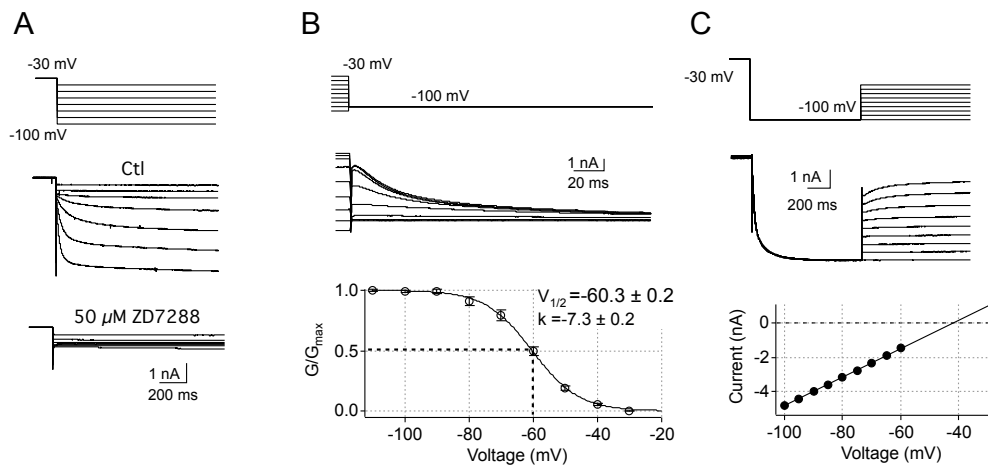 A
-30 mV
-100 mV
Ctl
50 µM ZD7288
1 nA
200 ms
B
-30 mV
-100 mV
1 nA
20 ms
V1/2 =-60.3 ± 0.2
k =-7.3 ± 0.2
G/Gmax
1.0
0.5
0.0
-100 -80 -60 -40 -20
Voltage (mV)
C
-30 mV
-100 mV
1 nA
200 ms
Current (nA)
0
-2
-4
-100 -80 -60 -40
Voltage (mV)